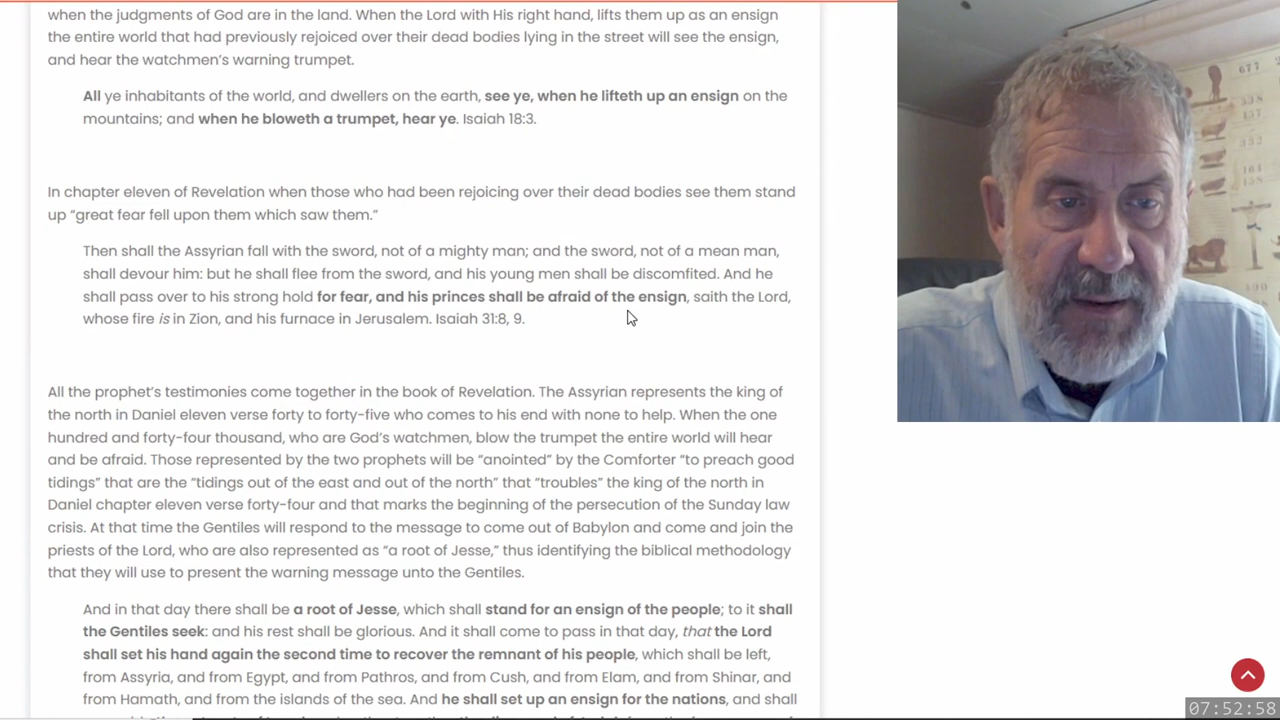 when the judgments of God are in the land. When the Lord with His right hand, lifts them up as an ensign
the entire world that had previously rejoiced over their dead bodies lying in the street will see the ensign,
and hear the watchmen's warning trumpet.
All ye inhabitants of the world, and dwellers on the earth, see ye, when he lifteth up an ensign on the
mountains; and when he bloweth a trumpet, hear ye. Isaiah 18:3.
In chapter eleven of Revelation when those who had been rejoicing over their dead bodies see them stand
up “great fear fell upon them which saw them.”
Then shall the Assyrian fall with the sword, not of a mighty man; and the sword, not of a mean man,
shall devour him: but he shall flee from the sword, and his young men shall be discomfited. And he
shall pass over to his strong hold for fear, and his princes shall be afraid of the ensign, saith the Lord,
whose fire is in Zion, and his furnace in Jerusalem. Isaiah 31:8, 9.
All the prophet's testimonies come together in the book of Revelation. The Assyrian represents the king of
the north in Daniel eleven verse forty to forty-five who comes to his end with none to help. When the one
hundred and forty-four thousand, who are God's watchmen, blow the trumpet the entire world will hear
and be afraid. Those represented by the two prophets will be “anointed” by the Comforter “to preach good
tidings” that are the “tidings out of the east and out of the north” that “troubles” the king of the north in
Daniel chapter eleven verse forty-four and that marks the beginning of the persecution of the Sunday law
crisis. At that time the Gentiles will respond to the message to come out of Babylon and come and join the
priests of the Lord, who are also represented as “a root of Jesse,” thus identifying the biblical methodology
that they will use to present the warning message unto the Gentiles.
And in that day there shall be a root of Jesse, which shall stand for an ensign of the people; to it shall
the Gentiles seek: and his rest shall be glorious. And it shall come to pass in that day, that the Lord
shall set his hand again the second time to recover the remnant of his people, which shall be left,
from Assyria, and from Egypt, and from Pathros, and from Cush, and from Elam, and from Shinar, and
from Hamath, and from the islands of the sea. And he shall set up an ensign for the nations, and shall
677
07:52:58